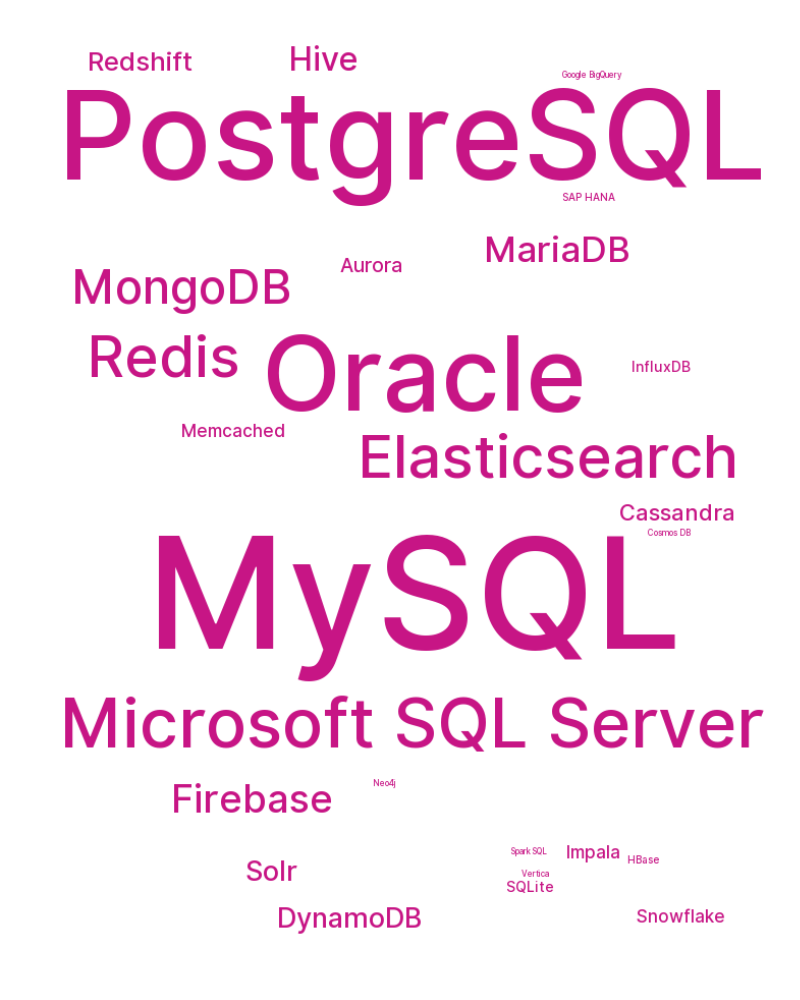 Redshift
Hive
Google BigQuery
PostgreSQL
SAP HANA
MariaDB
Aurora
MongoDB
Redis
Oracle
InfluxDB
Memcached
Elasticsearch
Cassandra
Cosmos DB
MySQL
Microsoft SQL Server
Neo4j
Firebase
Spark SQL
Impala
HBase
Solr
Vertica
SQLite
DynamoDB
Snowflake